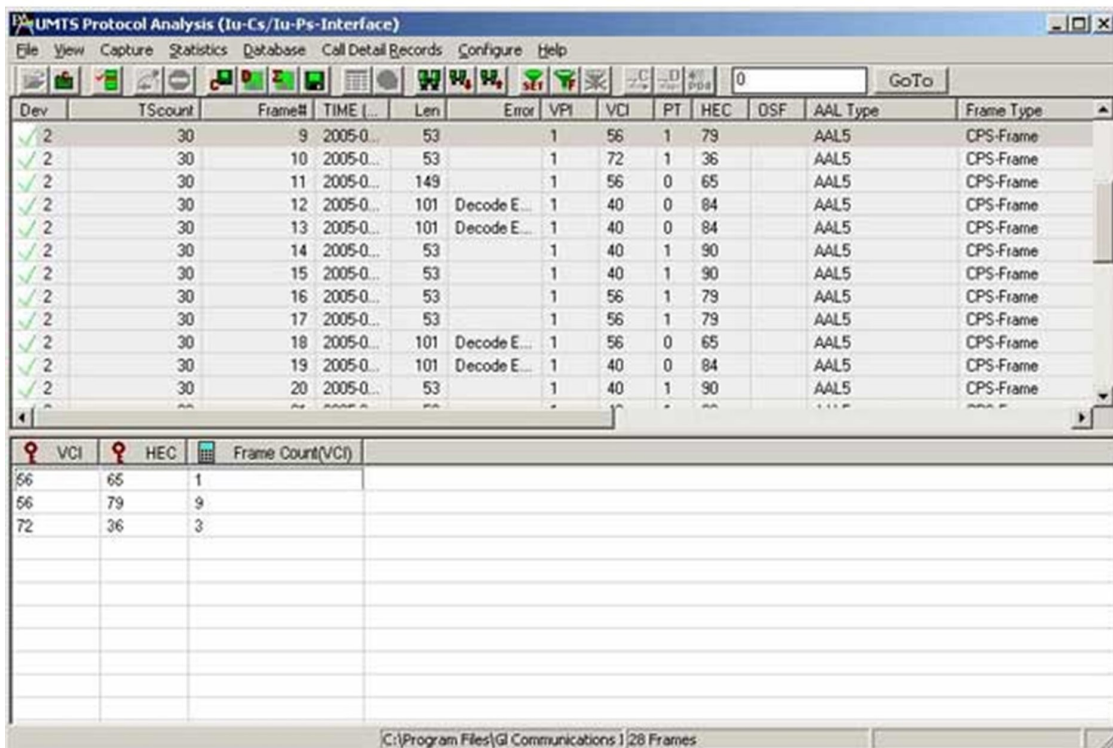 UMTS Protocol Analysis (Iu-Cs/Iu-Ps-Interface)
File View Capture Statistics Database Call Detail Records Configure Help
0 GoTo
Dev TScount Frame# TIME (... Len Error VPI VCI PT HEC OSF AAL Type Frame Type
2 30 9 2005-0... 53 1 56 1 79 AAL5 CPS-Frame
2 30 10 2005-0... 53 1 72 1 36 AAL5 CPS-Frame
2 30 11 2005-0... 149 1 56 0 65 AAL5 CPS-Frame
2 30 12 2005-0... 101 Decode E... 1 40 0 84 AAL5 CPS-Frame
2 30 13 2005-0... 101 Decode E... 1 40 0 84 AAL5 CPS-Frame
2 30 14 2005-0... 53 1 40 1 90 AAL5 CPS-Frame
2 30 15 2005-0... 53 1 40 1 90 AAL5 CPS-Frame
2 30 16 2005-0... 53 1 56 1 79 AAL5 CPS-Frame
2 30 17 2005-0... 53 1 56 1 79 AAL5 CPS-Frame
2 30 18 2005-0... 101 Decode E... 1 56 0 65 AAL5 CPS-Frame
2 30 19 2005-0... 101 Decode E... 1 40 0 84 AAL5 CPS-Frame
2 30 20 2005-0... 53 1 40 1 90 AAL5 CPS-Frame
VCI HEC Frame Count(VCI)
56 65 1
56 79 9
72 36 3
C:\Program Files\Gl Communications I 28 Frames